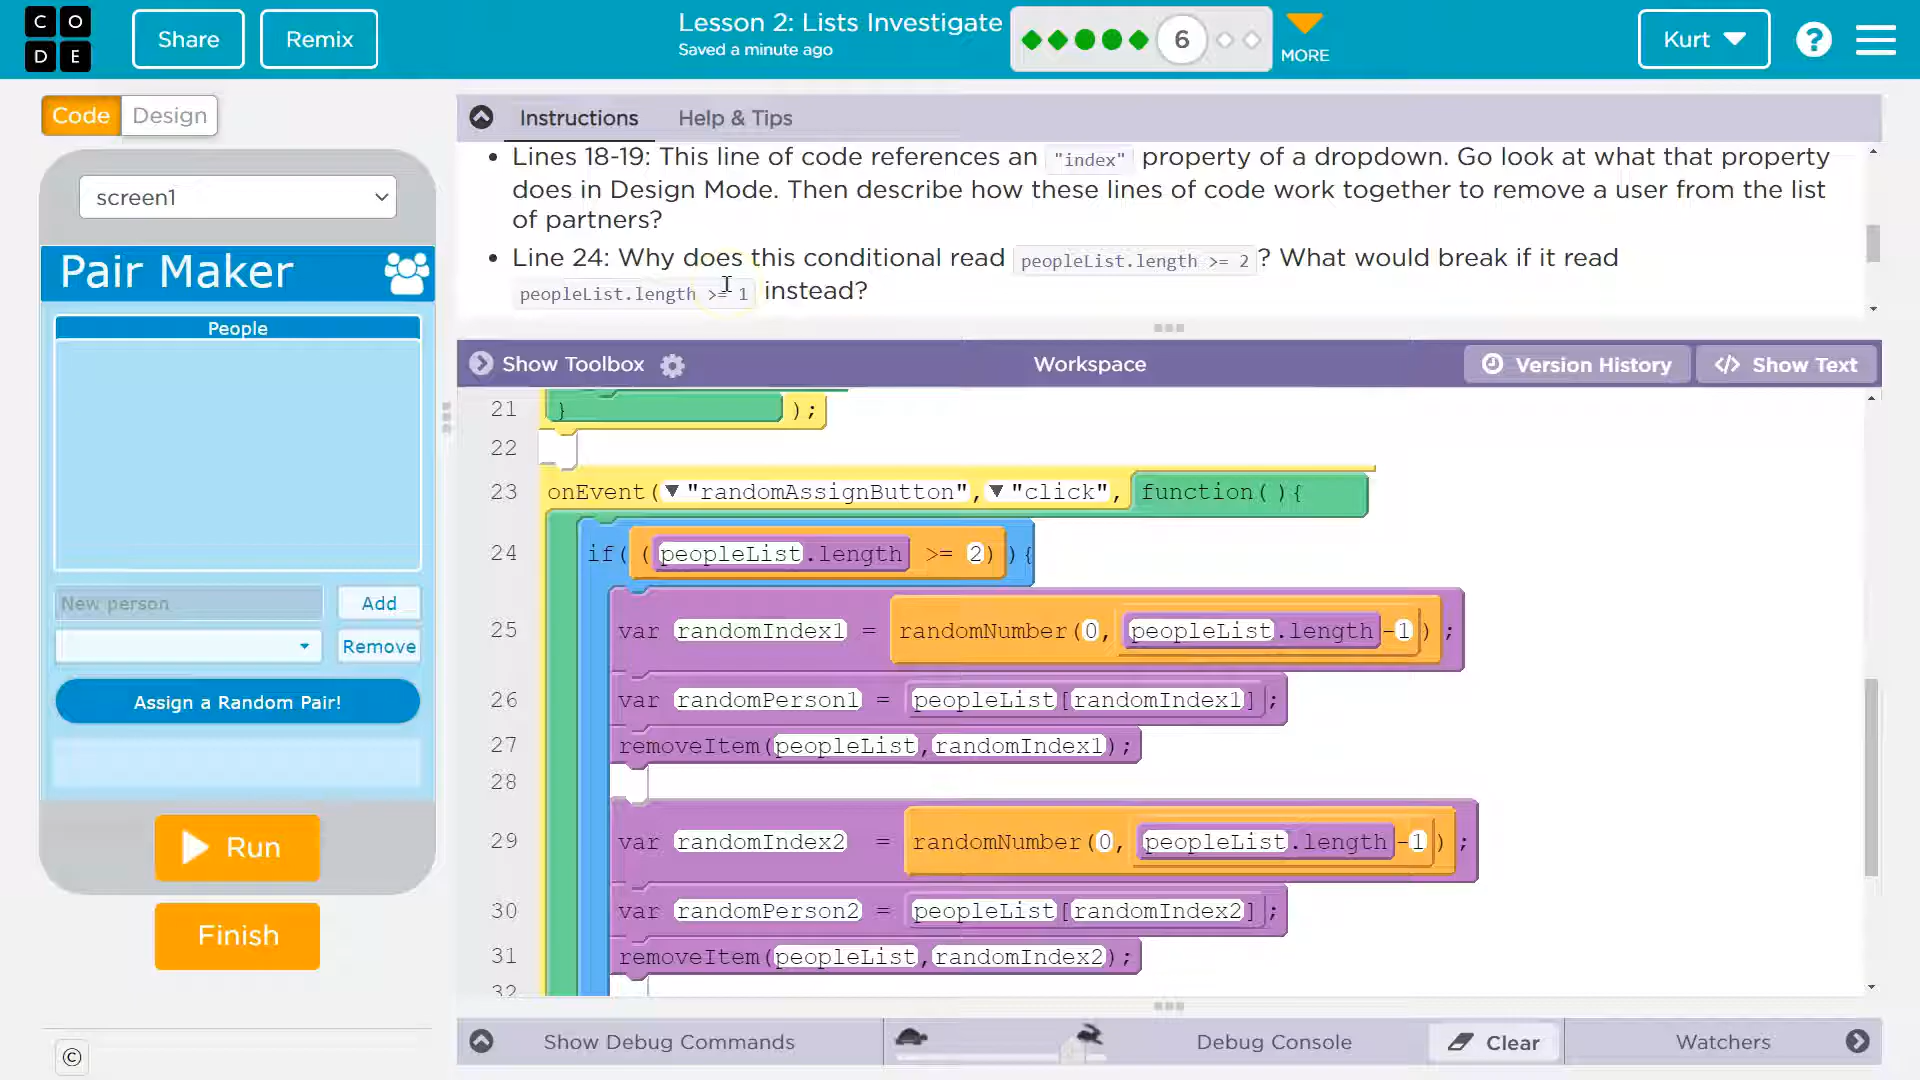 CODE
Share
Remix
Lesson 2: Lists Investigate
Saved a minute ago
6
MORE
Kurt
?
Code
Design
Instructions
Help & Tips
screen1
Pair Maker
People
New person
Add
Remove
Assign a Random Pair!
Run
Finish
©
• Lines 18-19: This line of code references an "index" property of a dropdown. Go look at what that property
does in Design Mode. Then describe how these lines of code work together to remove a user from the list
of partners?
• Line 24: Why does this conditional read peopleList.length >= 2? What would break if it read
peopleList.length >= 1 instead?
Show Toolbox
Workspace
Version History
</> Show Text
21 } );
22
23 onEvent(▼"randomAssignButton",▼"click", function( ){
24 if( (peopleList.length >= 2) ){
25 var randomIndex1 = randomNumber(0, peopleList.length-1) ;
26 var randomPerson1 = peopleList[randomIndex1] ;
27 removeItem(peopleList,randomIndex1);
28
29 var randomIndex2 = randomNumber(0, peopleList.length-1) ;
30 var randomPerson2 = peopleList[randomIndex2] ;
31 removeItem(peopleList,randomIndex2);
32
Show Debug Commands
Debug Console
Clear
Watchers